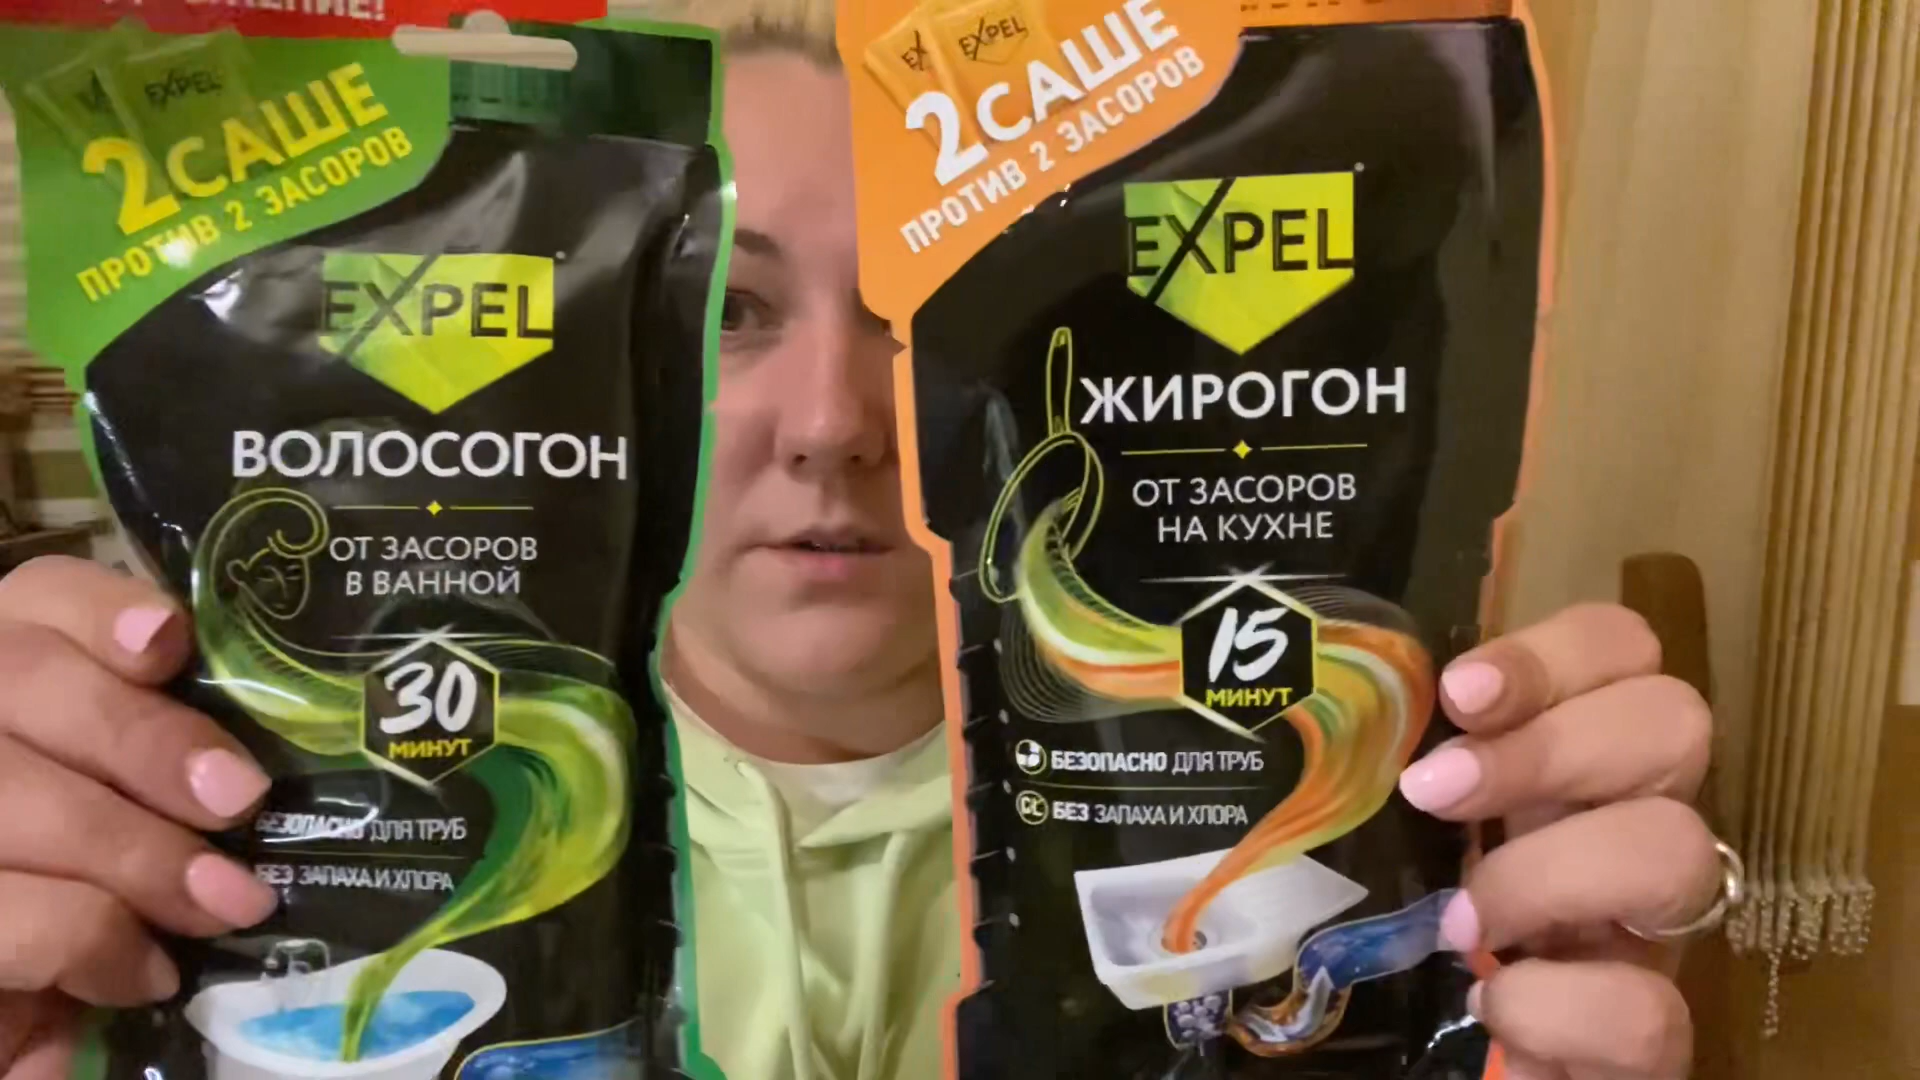 EXPEL
2 САШЕ
ПРОТИВ 2 ЗАСОРОВ
EXPEL
ВОЛОСОГОН
ОТ ЗАСОРОВ
В ВАННОЙ
30
МИНУТ
БЕЗОПАСНО ДЛЯ ТРУБ
БЕЗ ЗАПАХА И ХЛОРА
EXPEL
2 САШЕ
ПРОТИВ 2 ЗАСОРОВ
EXPEL
ЖИРОГОН
ОТ ЗАСОРОВ
НА КУХНЕ
15
МИНУТ
БЕЗОПАСНО ДЛЯ ТРУБ
CL БЕЗ ЗАПАХА И ХЛОРА